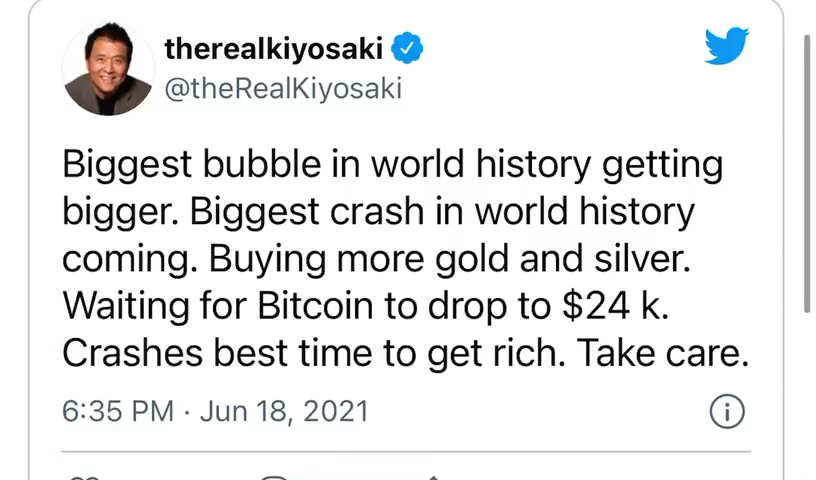 therealkiyosaki
@theRealKiyosaki
Biggest bubble in world history getting
bigger. Biggest crash in world history
coming. Buying more gold and silver.
Waiting for Bitcoin to drop to $24 k.
Crashes best time to get rich. Take care.
6:35 PM · Jun 18, 2021